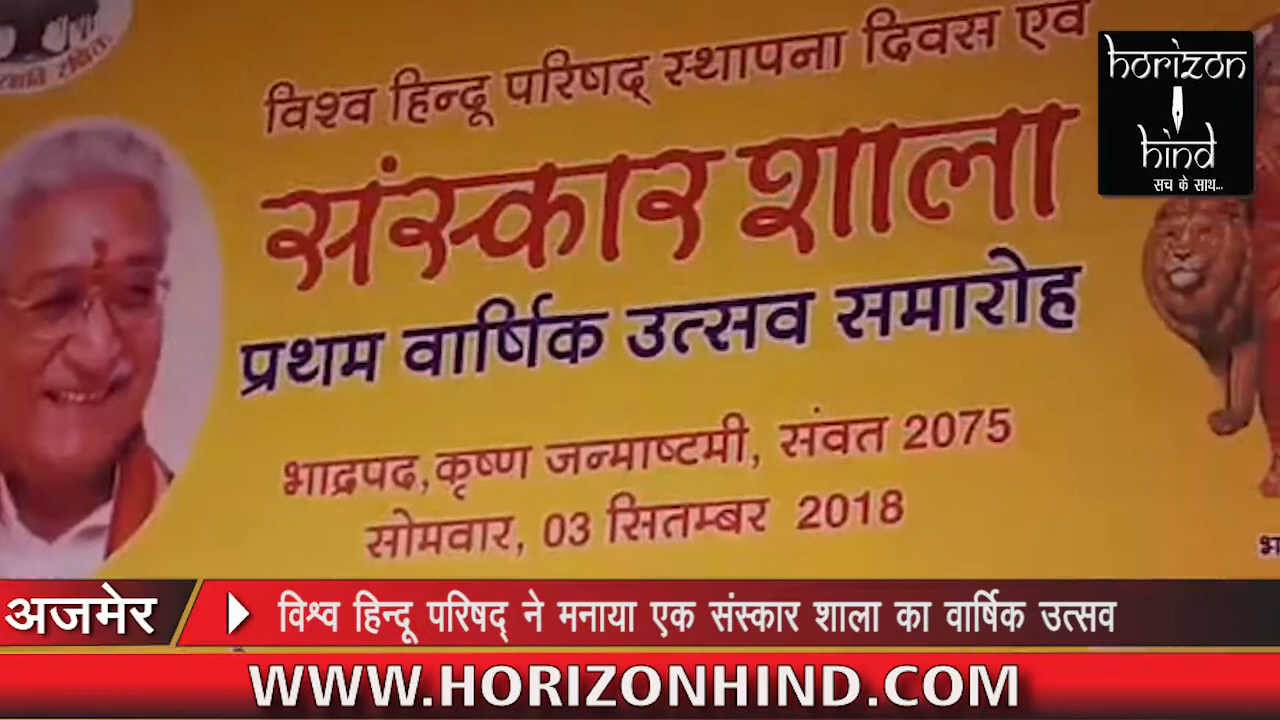 विश्व हिन्दू परिषद् स्थापना दिवस एवं
संस्कार शाला
प्रथम वार्षिक उत्सव समारोह
भाद्रपद,कृष्ण जन्माष्टमी, संवत 2075
सोमवार, 03 सितम्बर 2018
horizon
hind
सच के साथ...
अजमेर
विश्व हिन्दू परिषद् ने मनाया एक संस्कार शाला का वार्षिक उत्सव
WWW.HORIZONHIND.COM